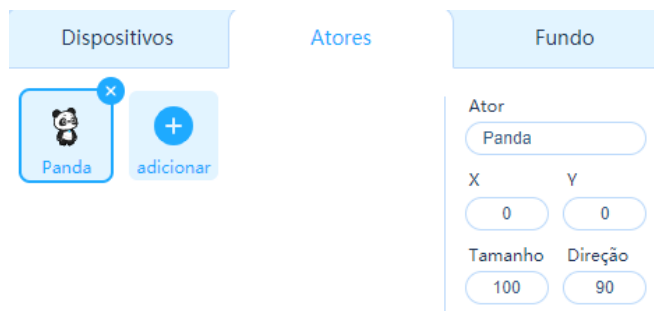 Dispositivos Atores Fundo
Panda adicionar
Ator
Panda
X Y
0 0
Tamanho Direção
100 90